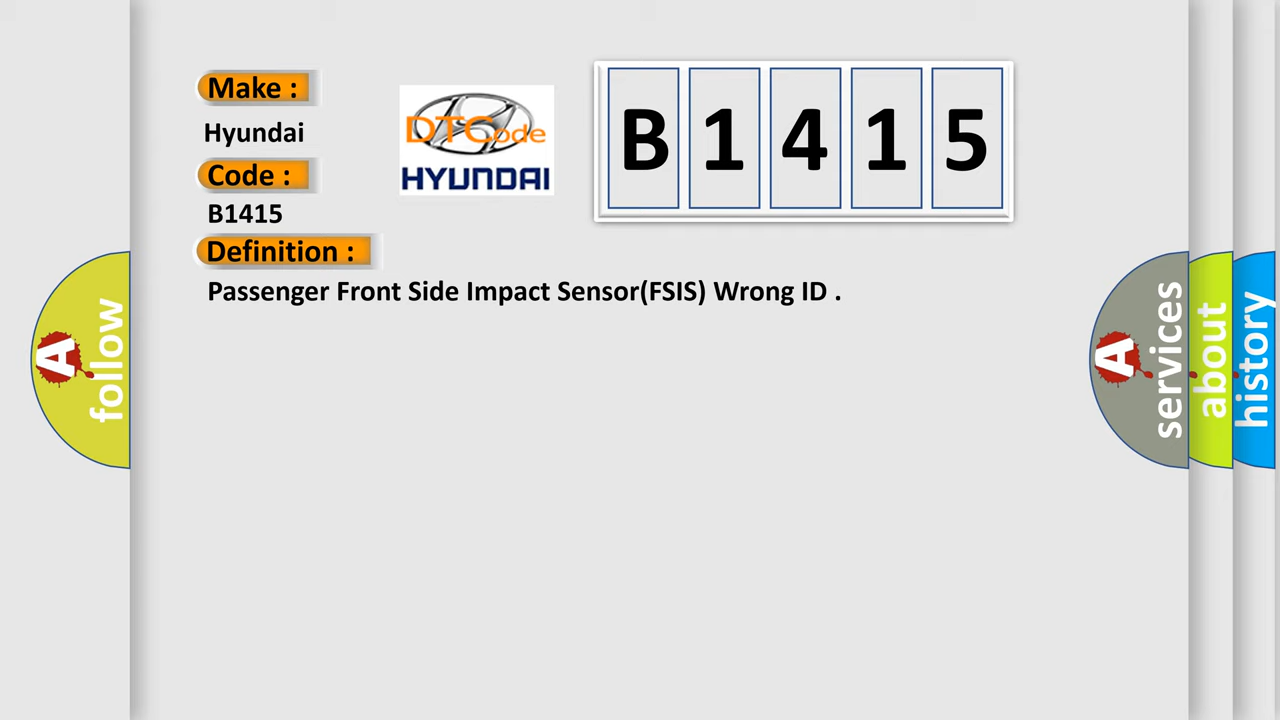 Make :
Hyundai
Code :
B1415
Definition :
Passenger Front Side Impact Sensor(FSIS) Wrong ID .
DTCode
HYUNDAI
B 1 4 1 5
A follow
A services
about
history